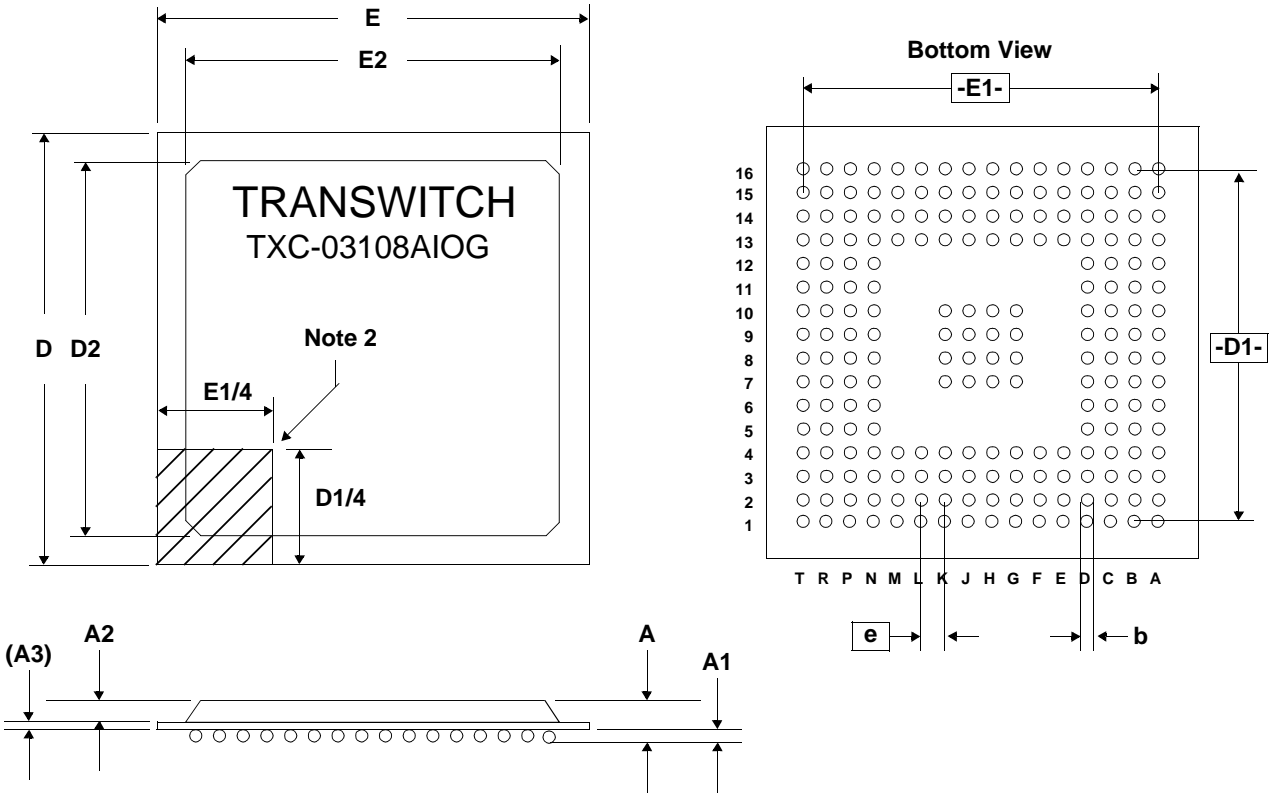 E
E2
Bottom View
-E1-
TRANSWITCH
TXC-03108AIOG
16
15
14
13
12
11
10
9
8
7
6
5
4
3
2
1
D D2
Note 2
-D1-
E1/4
D1/4
T R P N M L K J H G F E D C B A
e
b
A2
(A3)
A
A1